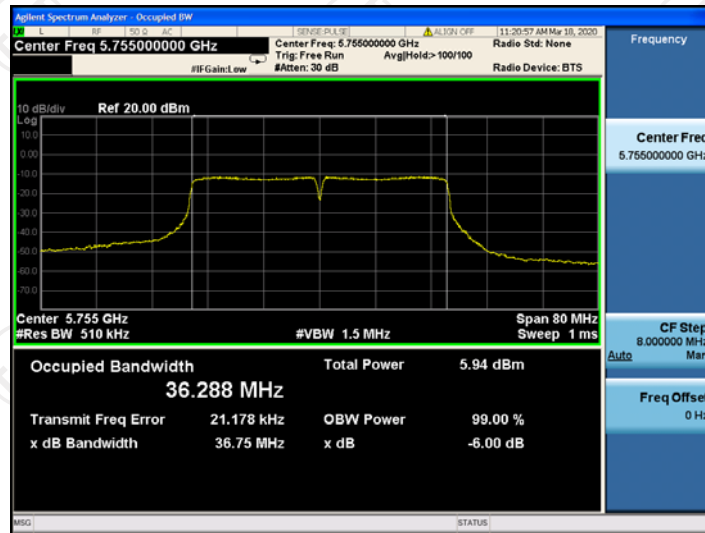 Agilent Spectrum Analyzer - Occupied BW
L RF 50 Ω AC SENSE:PULSE ALIGN OFF 11:20:57 AM Mar 18, 2020
Center Freq 5.755000000 GHz
Center Freq: 5.755000000 GHz
Radio Std: None
Trig: Free Run Avg|Hold:> 100/100
#IFGain:Low
#Atten: 30 dB
Radio Device: BTS
Frequency
10 dB/div Ref 20.00 dBm
Log
10.0
0.00
-10.0
-20.0
-30.0
-40.0
-50.0
-60.0
-70.0
Center Freq
5.755000000 GHz
Center 5.755 GHz Span 80 MHz
#Res BW 510 kHz #VBW 1.5 MHz Sweep 1 ms
CF Step
8.000000 MHz
Auto Man
Occupied Bandwidth Total Power 5.94 dBm
36.288 MHz
Transmit Freq Error 21.178 kHz OBW Power 99.00 %
x dB Bandwidth 36.75 MHz x dB -6.00 dB
Freq Offset
0 Hz
MSG STATUS